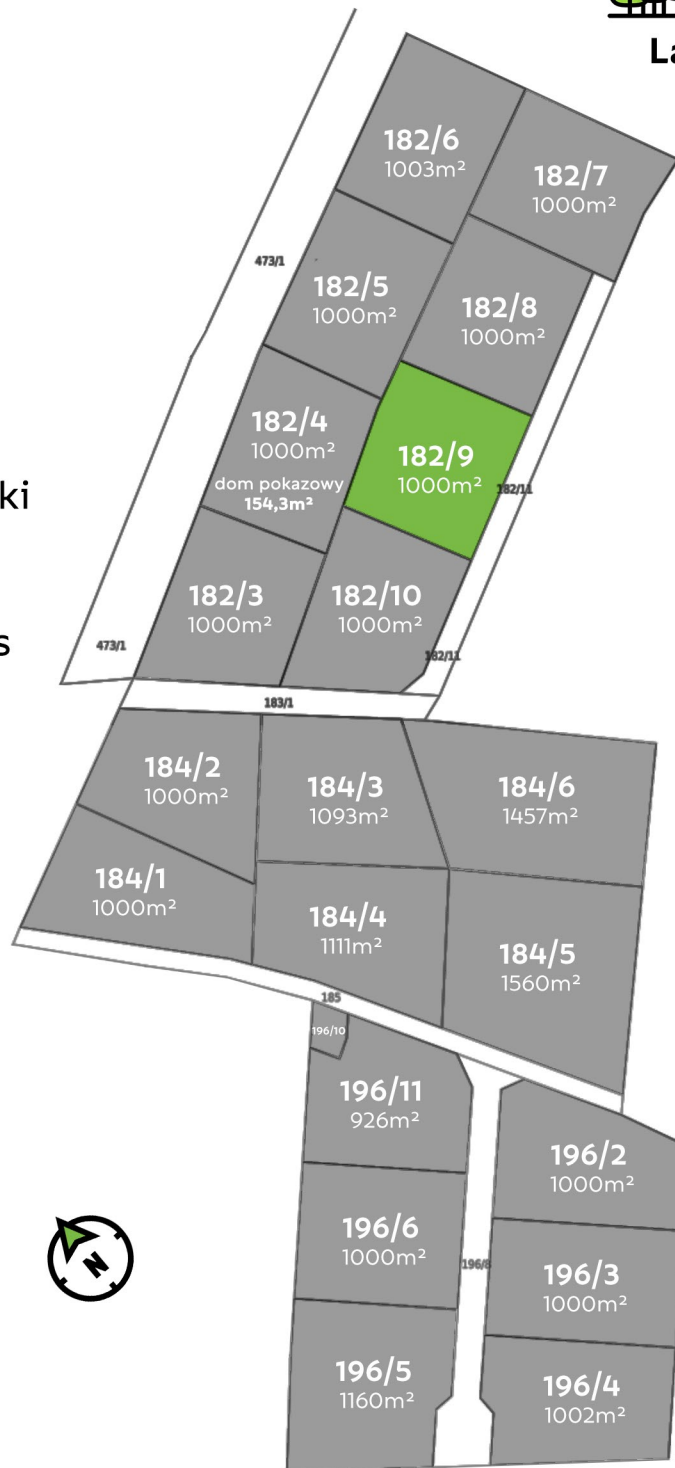 La
182/6
1003m²
182/7
1000m²
473/1
182/5
1000m²
182/8
1000m²
182/4
1000m²
dom pokazowy
154,3m²
182/9
1000m²
182/11
ki
182/3
1000m²
182/10
1000m²
s
473/1
182/11
183/1
184/2
1000m²
184/3
1093m²
184/6
1457m²
184/1
1000m²
184/4
1111m²
184/5
1560m²
185
196/10
196/11
926m²
196/2
1000m²
196/6
1000m²
196/8
196/3
1000m²
N
196/5
1160m²
196/4
1002m²